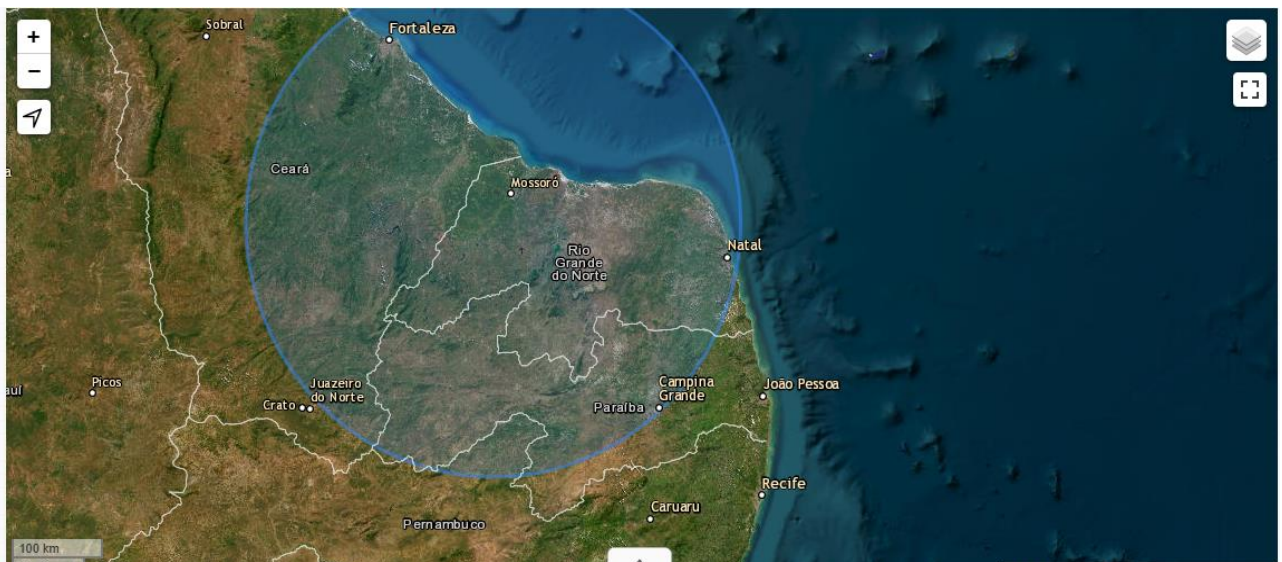 +
Sobral
Fortaleza
−
Ceará
Mossoró
Natal
Rio
Grande
do Norte
Picos
Juazeiro
do Norte
Crato
Campina
Grande
João Pessoa
Paraíba
Recife
Caruaru
Pernambuco
100 km